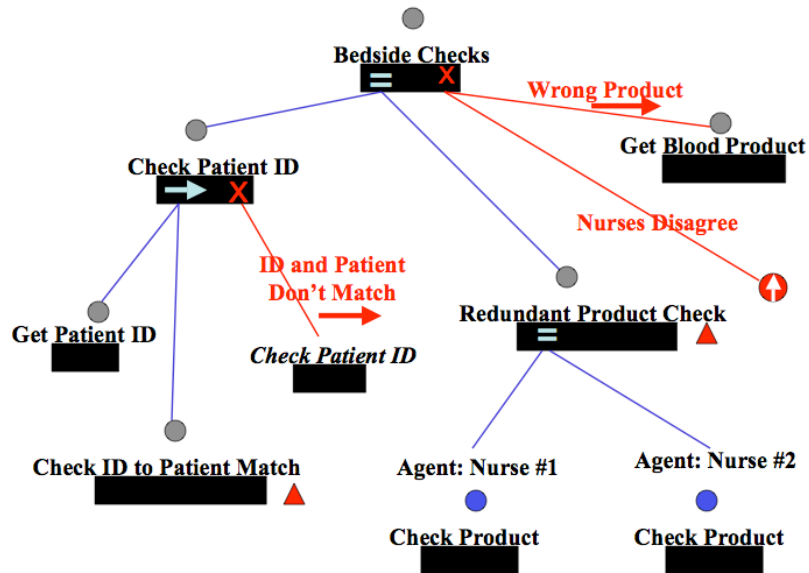 Bedside Checks
Wrong Product
Get Blood Product
Check Patient ID
Nurses Disagree
ID and Patient
Don't Match
Get Patient ID
Redundant Product Check
Check Patient ID
Check ID to Patient Match
Agent: Nurse #1
Agent: Nurse #2
Check Product
Check Product